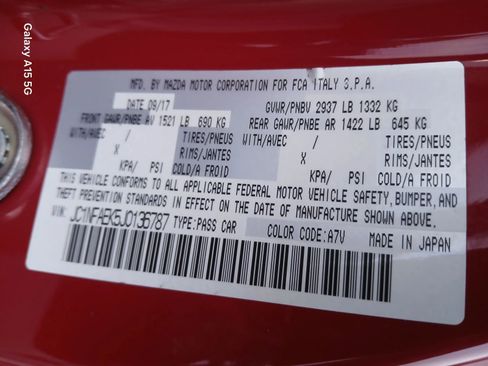 Galaxy A15 5G
MFD. BY MAZDA MOTOR CORPORATION FOR FCA ITALY S.P.A.
DATE 09/17 GVWR/PNBV 2937 LB 1332 KG
FRONT GAWR/PNBE AV 1521 LB 690 KG REAR GAWR/PNBE AR 1422 LB 645 KG
WITH/AVEC TIRES/PNEUS WITH/AVEC TIRES/PNEUS
X RIMS/JANTES X RIMS/JANTES
KPA/ PSI COLD/A FROID KPA/ PSI COLD/A FROID
THIS VEHICLE CONFORMS TO ALL APPLICABLE FEDERAL MOTOR VEHICLE SAFETY, BUMPER, AND
THEFT PREVENTION STANDARDS IN EFFECT ON THE DATE OF MANUFACTURE SHOWN ABOVE.
VIN: JC1NFAEK5J0136787 TYPE: PASS CAR COLOR CODE: A7V MADE IN JAPAN